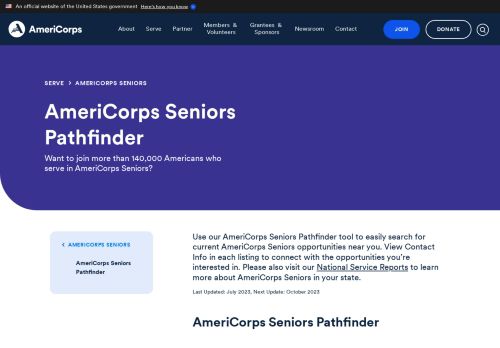 An official website of the United States government Here's how you know
AmeriCorps
About Serve Partner Members & Volunteers Grantees & Sponsors Newsroom Contact JOIN DONATE
SERVE > AMERICORPS SENIORS
AmeriCorps Seniors
Pathfinder
Want to join more than 140,000 Americans who
serve in AmeriCorps Seniors?
< AMERICORPS SENIORS
AmeriCorps Seniors
Pathfinder
Use our AmeriCorps Seniors Pathfinder tool to easily search for
current AmeriCorps Seniors opportunities near you. View Contact
Info in each listing to connect with the opportunities you're
interested in. Please also visit our National Service Reports to learn
more about AmeriCorps Seniors in your state.
Last Updated: July 2023, Next Update: October 2023
AmeriCorps Seniors Pathfinder